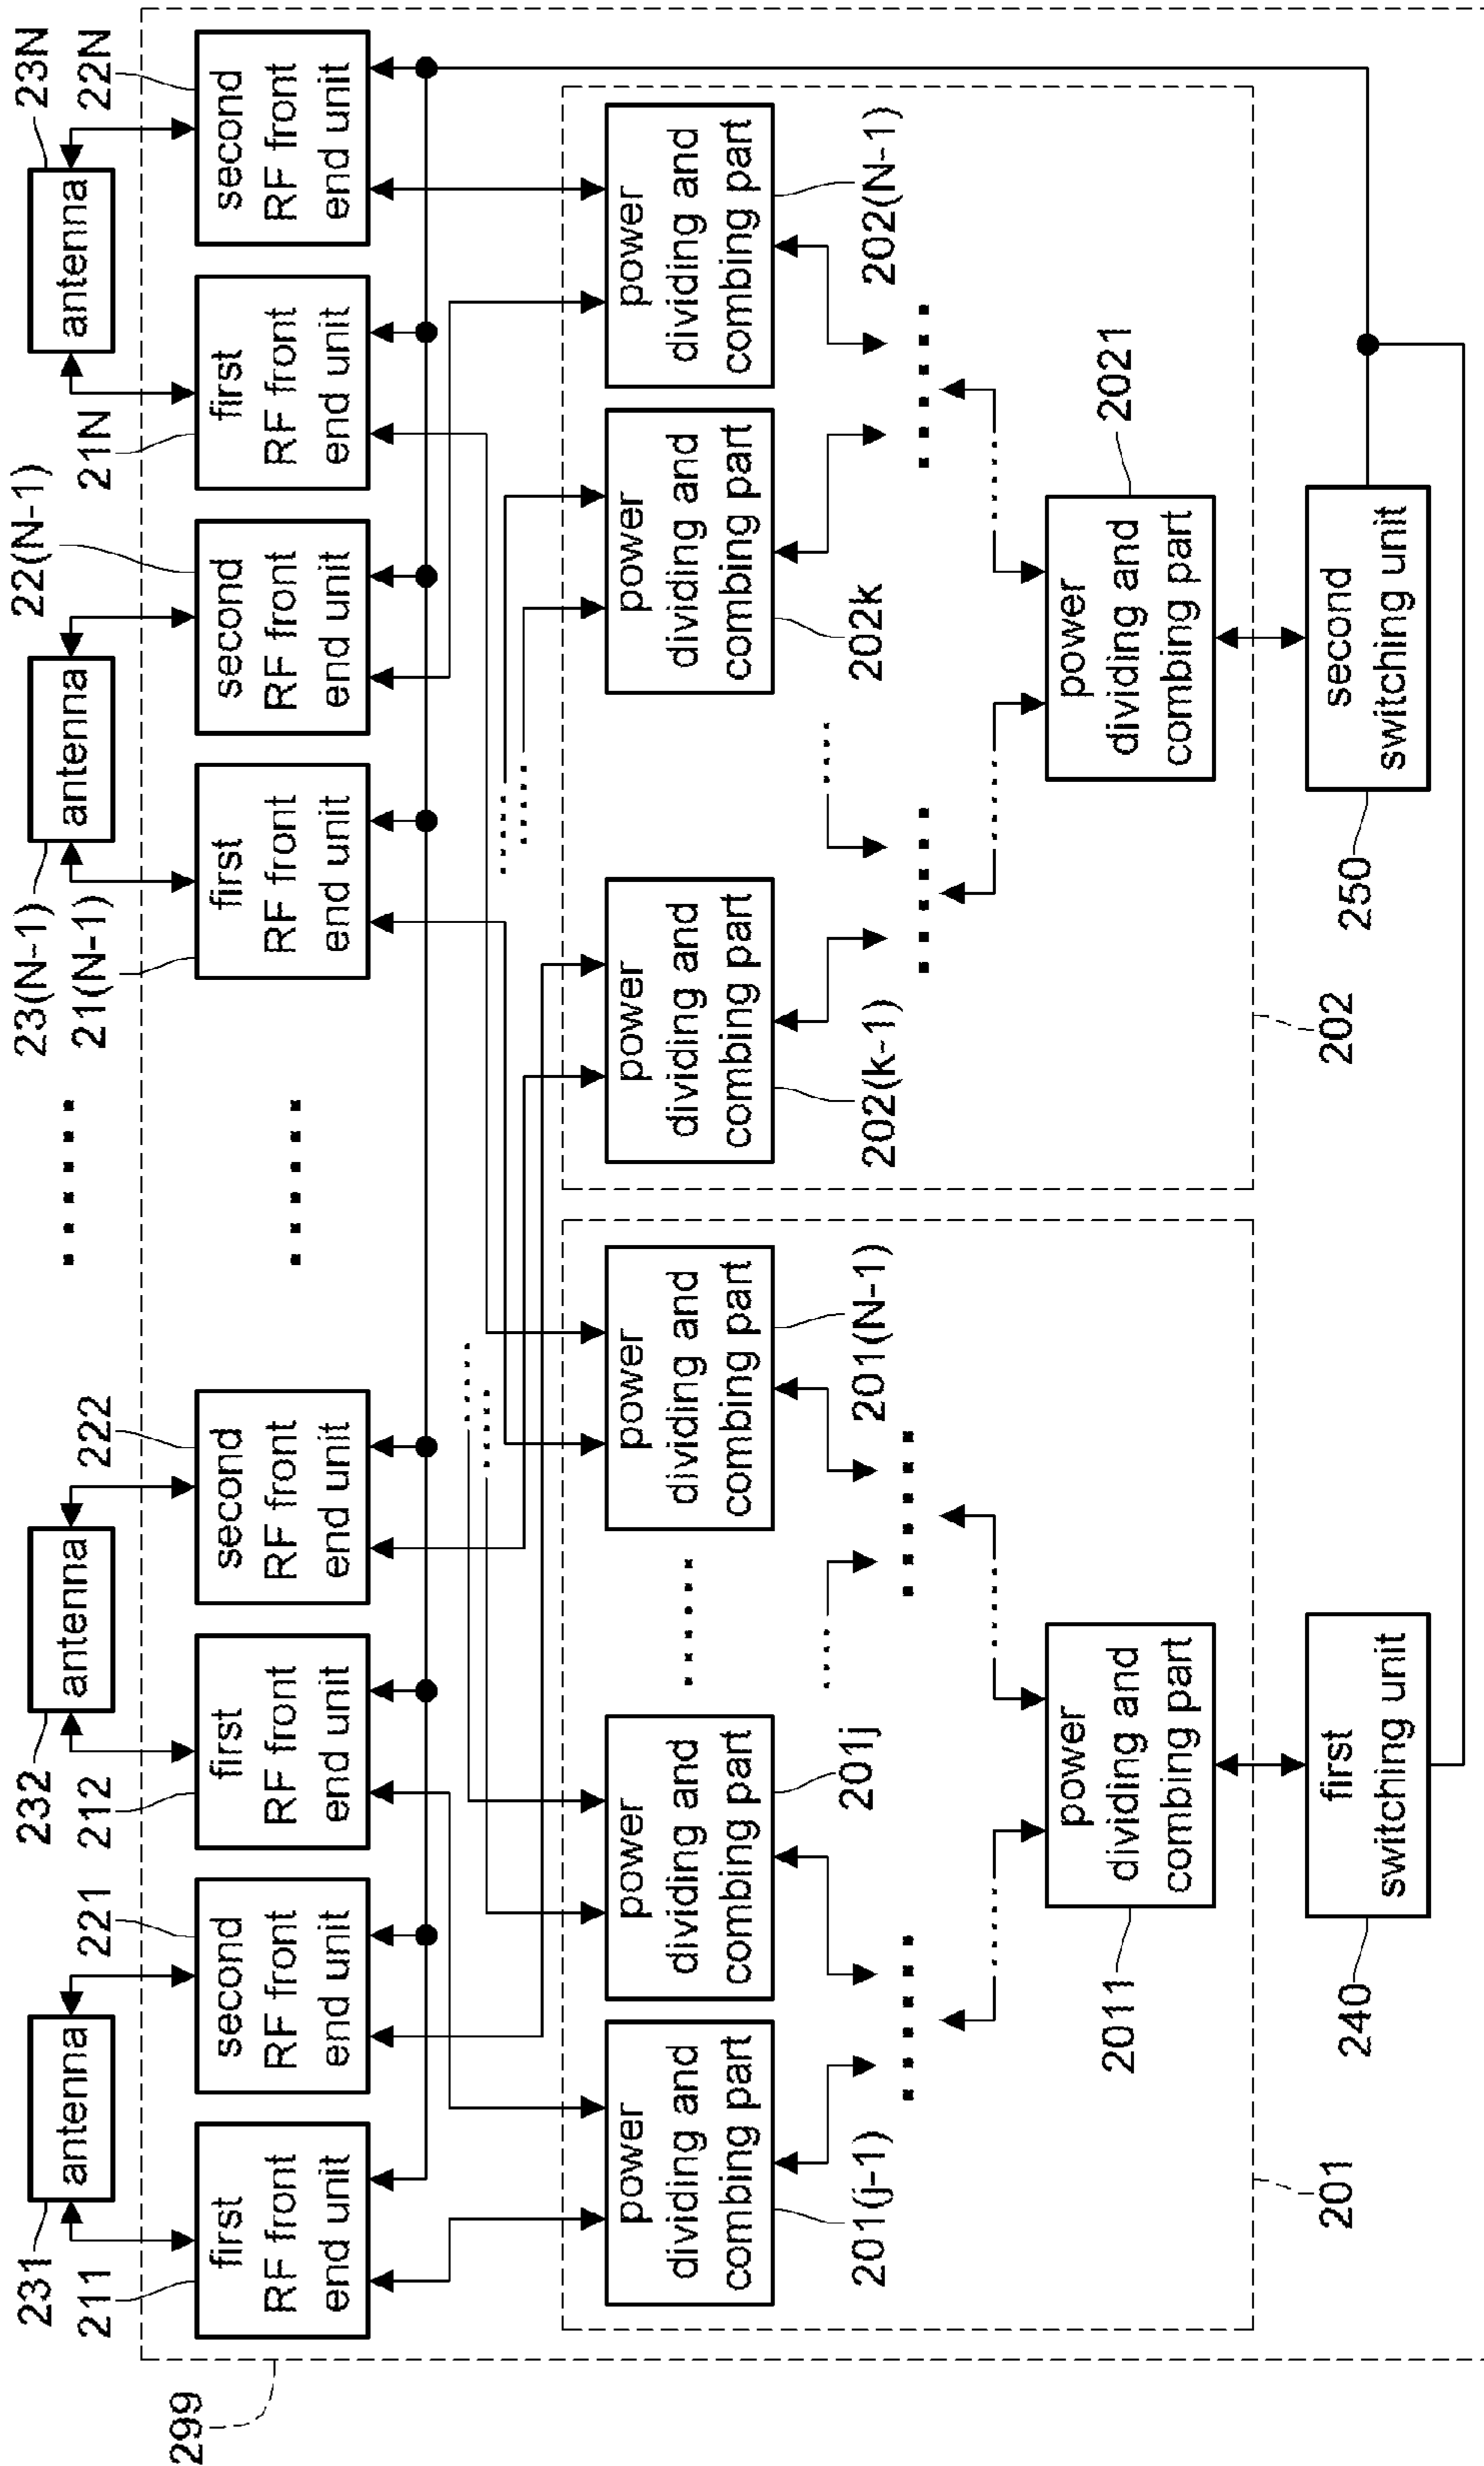 231
antenna
232
antenna
23(N-1)
antenna
23N
antenna
211
221
212
222
21(N-1)
22(N-1)
21N
22N
299
first
RF front
end unit
second
RF front
end unit
first
RF front
end unit
second
RF front
end unit
first
RF front
end unit
second
RF front
end unit
first
RF front
end unit
second
RF front
end unit
power
dividing and
combing part
power
dividing and
combing part
power
dividing and
combing part
power
dividing and
combing part
power
dividing and
combing part
power
dividing and
combing part
201(j-1)
201j
201(N-1)
202(k-1)
202k
202(N-1)
power
dividing and
combing part
2011
power
dividing and
combing part
2021
201
202
first
switching unit
240
second
switching unit
250